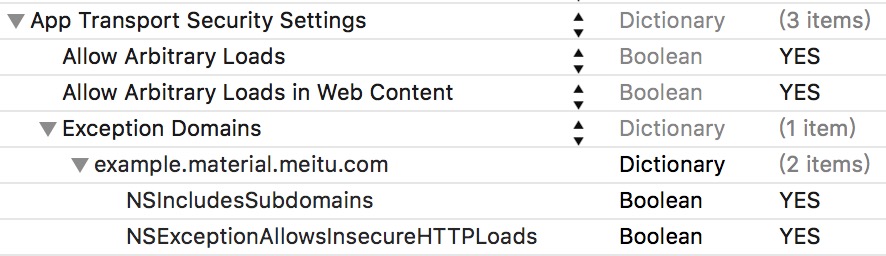 App Transport Security Settings Dictionary (3 items)
Allow Arbitrary Loads Boolean YES
Allow Arbitrary Loads in Web Content Boolean YES
Exception Domains Dictionary (1 item)
example.material.meitu.com Dictionary (2 items)
NSIncludesSubdomains Boolean YES
NSExceptionAllowsInsecureHTTPLoads Boolean YES